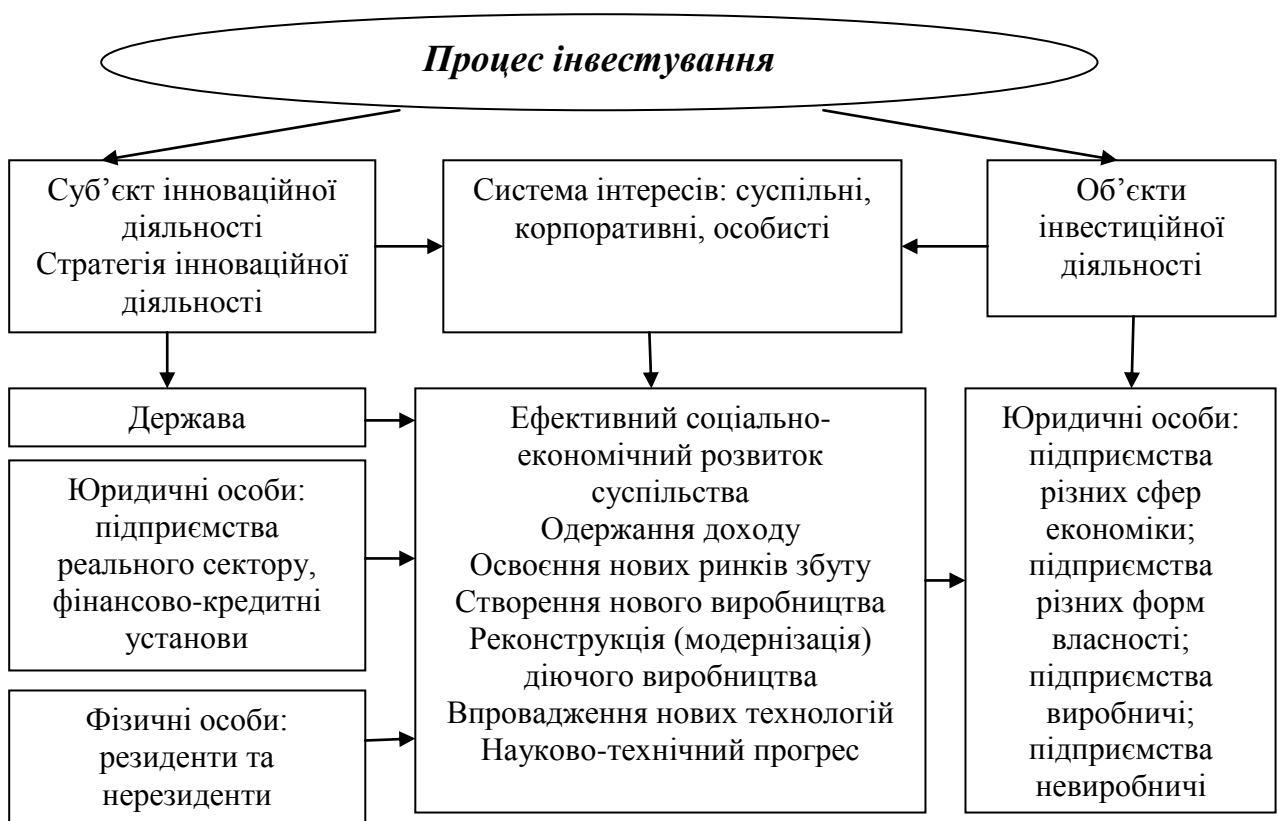 Процес інвестування
Суб’єкт інноваційної
діяльності
Стратегія інноваційної
діяльності
Система інтересів: суспільні,
корпоративні, особисті
Об’єкти
інвестиційної
діяльності
Держава
Юридичні особи:
підприємства
реального сектору,
фінансово-кредитні
установи
Фізичні особи:
резиденти та
нерезиденти
Ефективний соціально-
економічний розвиток
суспільства
Одержання доходу
Освоєння нових ринків збуту
Створення нового виробництва
Реконструкція (модернізація)
діючого виробництва
Впровадження нових технологій
Науково-технічний прогрес
Юридичні особи:
підприємства
різних сфер
економіки;
підприємства
різних форм
власності;
підприємства
виробничі;
підприємства
невиробничі